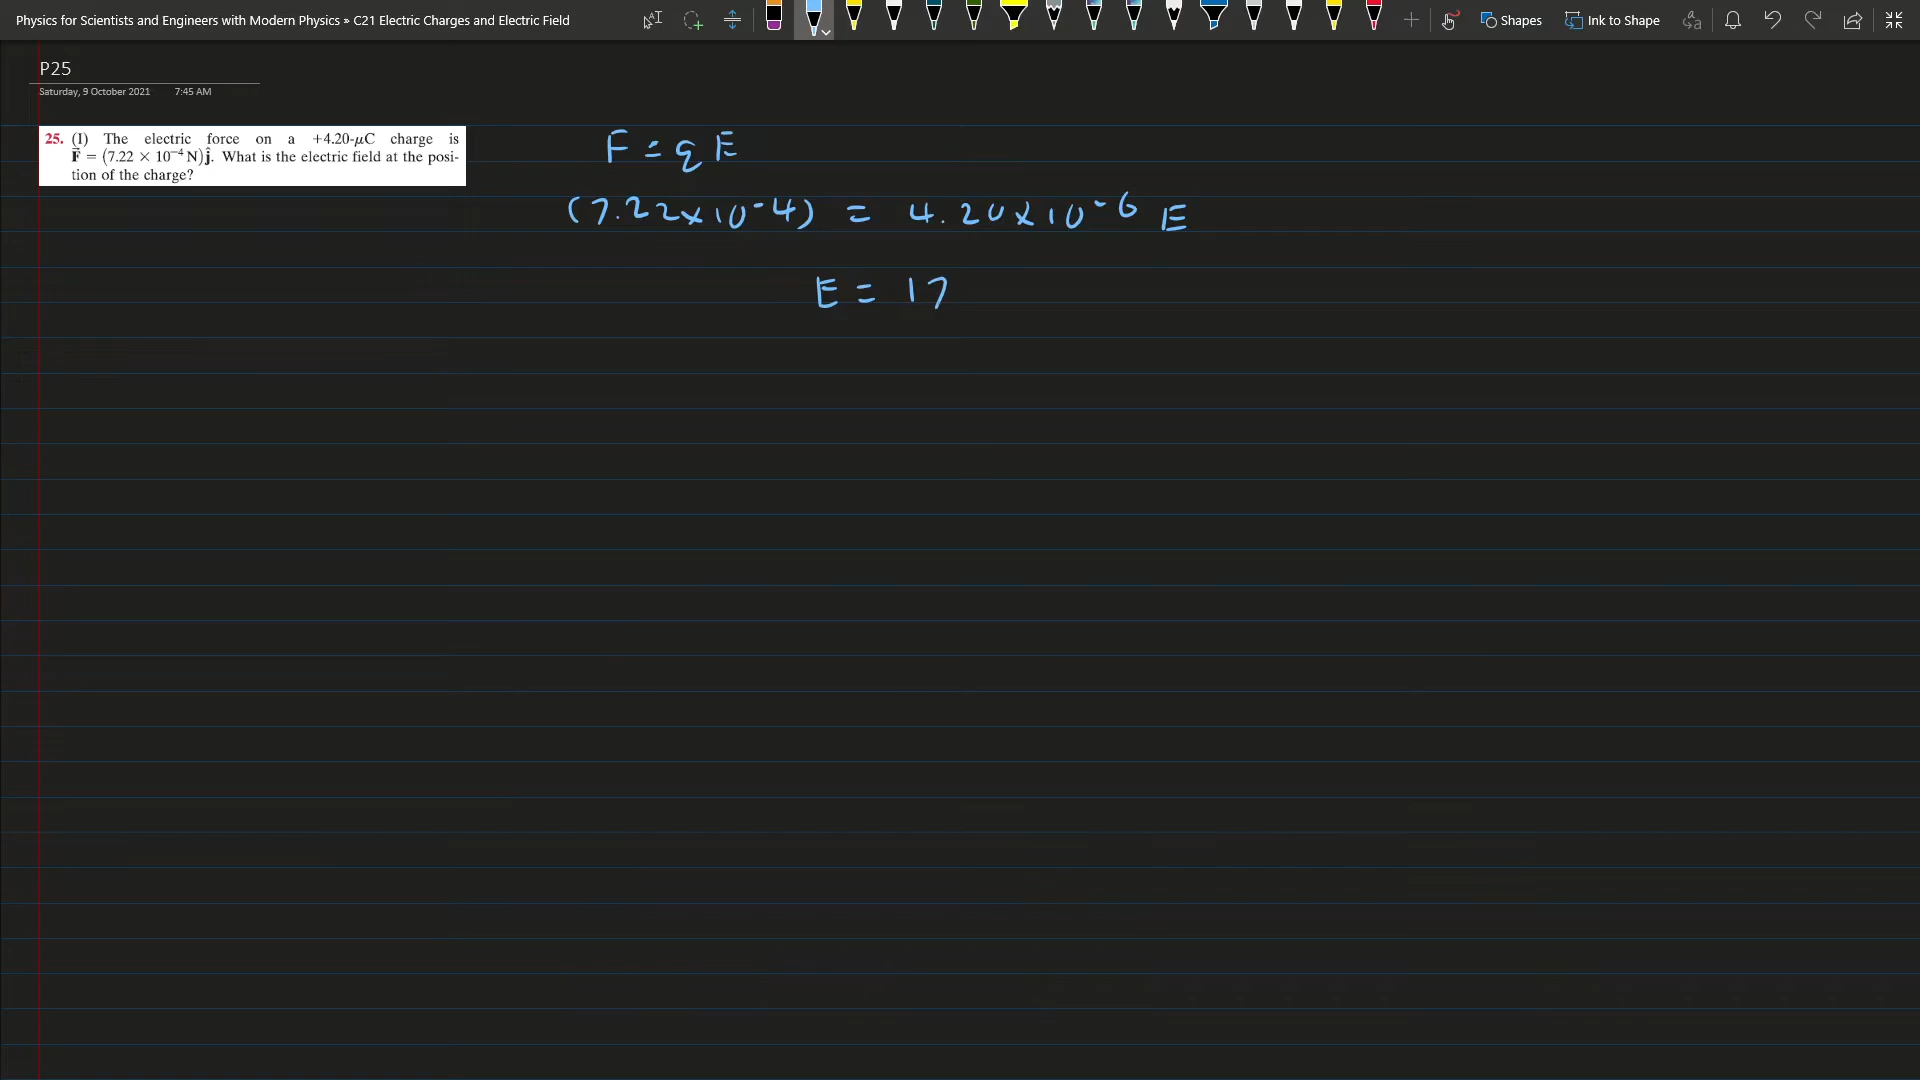 Physics for Scientists and Engineers with Modern Physics » C21 Electric Charges and Electric Field
Shapes
Ink to Shape
P25
Saturday, 9 October 2021 7:45 AM
25. (I) The electric force on a +4.20-μC charge is
F⃗ = (7.22 × 10⁻⁴ N)ĵ. What is the electric field at the posi-
tion of the charge?
F = q E
(7.22×10-4) = 4.20×10-6 E
E = 17